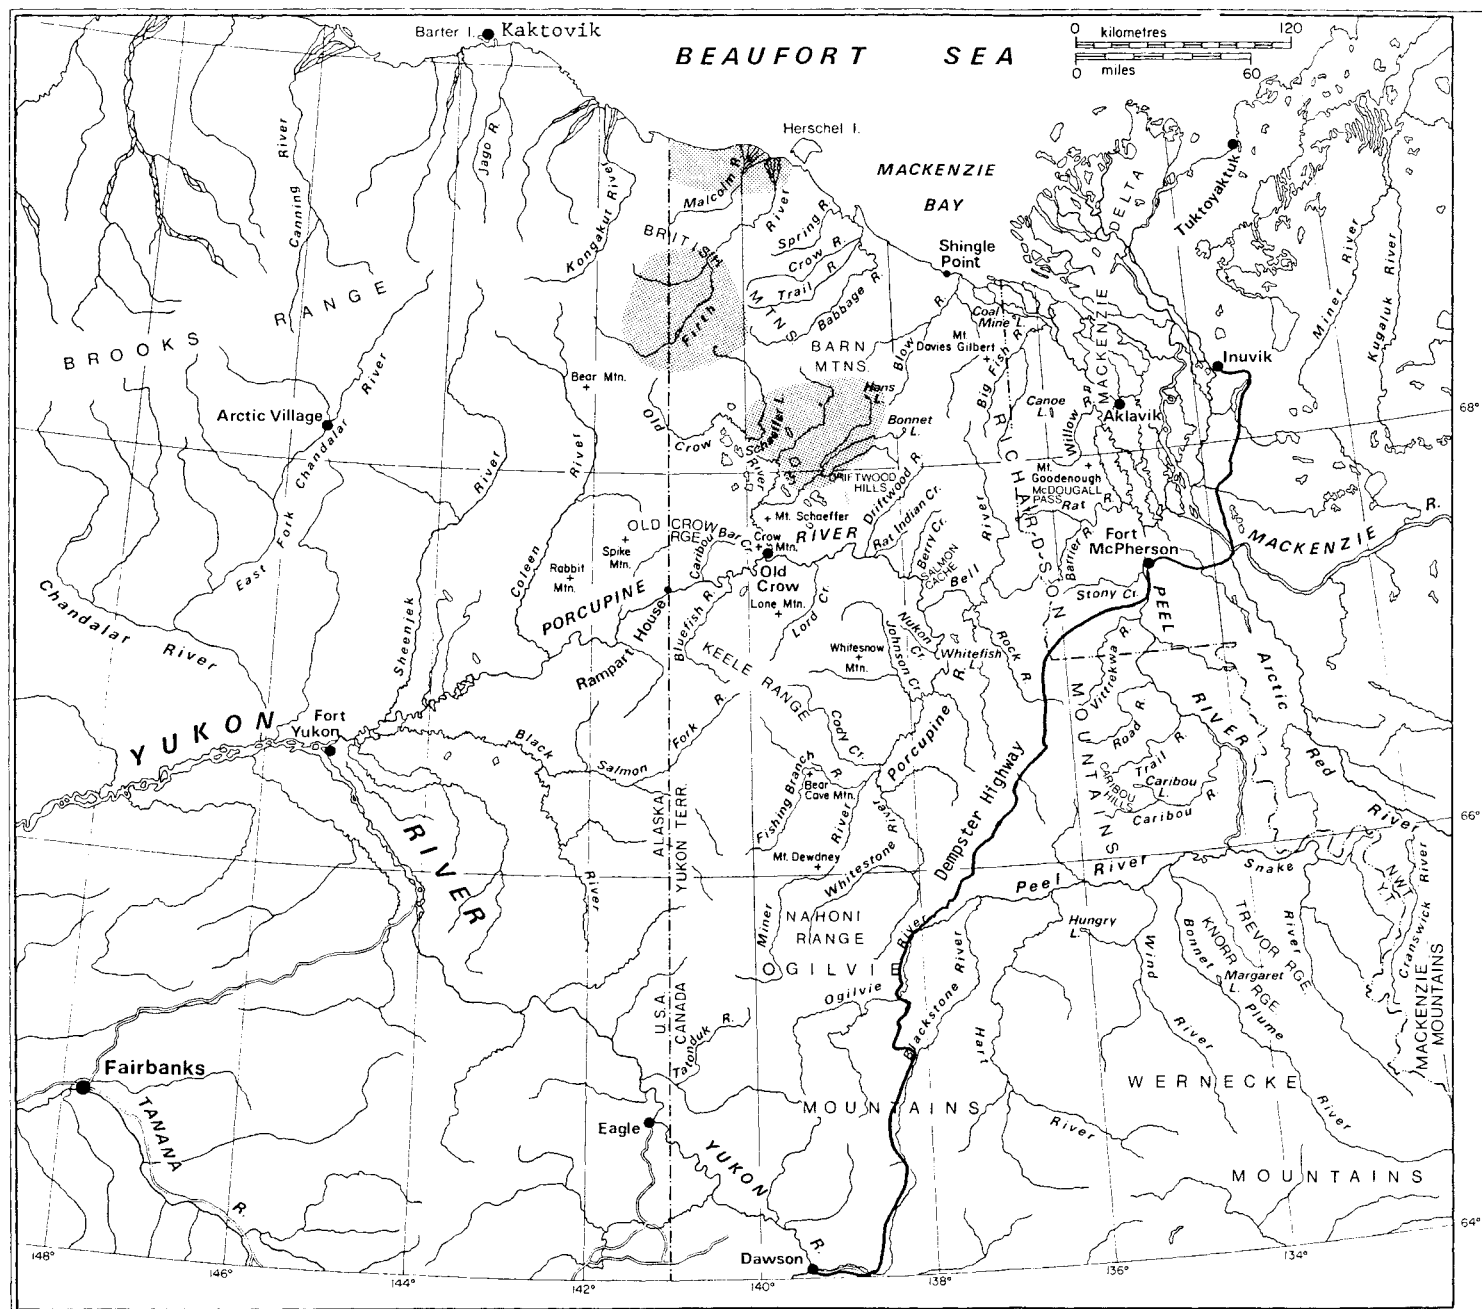 Barter I.
Kaktovik
BEAUFORT SEA
0 kilometres 120
0 miles 60
Herschel I.
MACKENZIE
BAY
Canning River
Jago R.
Kongakut River
Malcolm R.
BRITISH
MTNS
Firth
River
Spring R.
Crow R.
Trail R.
Babbage R.
Shingle
Point
MACKENZIE DELTA
Tuktoyaktuk
Miner River
Kugaluk River
BROOKS RANGE
Coal
Mine L.
Mt.
Davies Gilbert
Blow R.
Big Fish R.
BARN
MTNS.
Inuvik
Bear Mtn.
Hans
L.
Bonnet
L.
Canoe
L.
Willow R.
Aklavik
68°
Arctic Village
East Fork Chandalar River
Old Crow River
Schaeffer L.
DRIFTWOOD
HILLS
Driftwood R.
RICHARDSON
MOUNTAINS
Mt.
Goodenough
McDOUGALL
PASS
Rat R.
Mt. Schaeffer
OLD CROW
RGE.
Spike
Mtn.
Caribou Bar Cr.
Crow
Mtn.
Old
Crow
Rat Indian Cr.
Berry Cr.
SALMON
CACHE
Bell River
Barrier R.
Fort
McPherson
MACKENZIE R.
Rabbit
Mtn.
PORCUPINE RIVER
Coleen River
Sheenjek River
Chandalar River
Rampart House
Bluefish R.
Lone Mtn.
Lord Cr.
Stony Cr.
PEEL RIVER
KEELE RANGE
Whitesnow
Mtn.
Johnson Cr.
Nukon Cr.
Whitefish
L.
Rock R.
Vittrekwa R.
Arctic Red River
YUKON RIVER
Fort
Yukon
Black River
Salmon Fork R.
Cody Cr.
Porcupine R.
Road R.
Trail R.
CARIBOU
HILLS
Caribou
L.
Caribou R.
Fishing Branch R.
Bear
Cave Mtn.
Dempster Highway
66°
ALASKA
YUKON TERR.
Mt. Dewdney
Miner River
Whitestone River
Peel River
Snake River
NWT
Y.T.
Cranswick River
NAHONI
RANGE
Hungry
L.
Wind River
Bonnet Plume River
KNORR RGE.
TREVOR RGE.
Margaret
L.
MACKENZIE
MOUNTAINS
OGILVIE
MOUNTAINS
Ogilvie River
Blackstone River
Hart River
U.S.A.
CANADA
Tatonduk R.
Fairbanks
TANANA R.
WERNECKE
MOUNTAINS
Eagle
YUKON R.
Dawson
64°
148°
146°
144°
142°
140°
138°
136°
134°